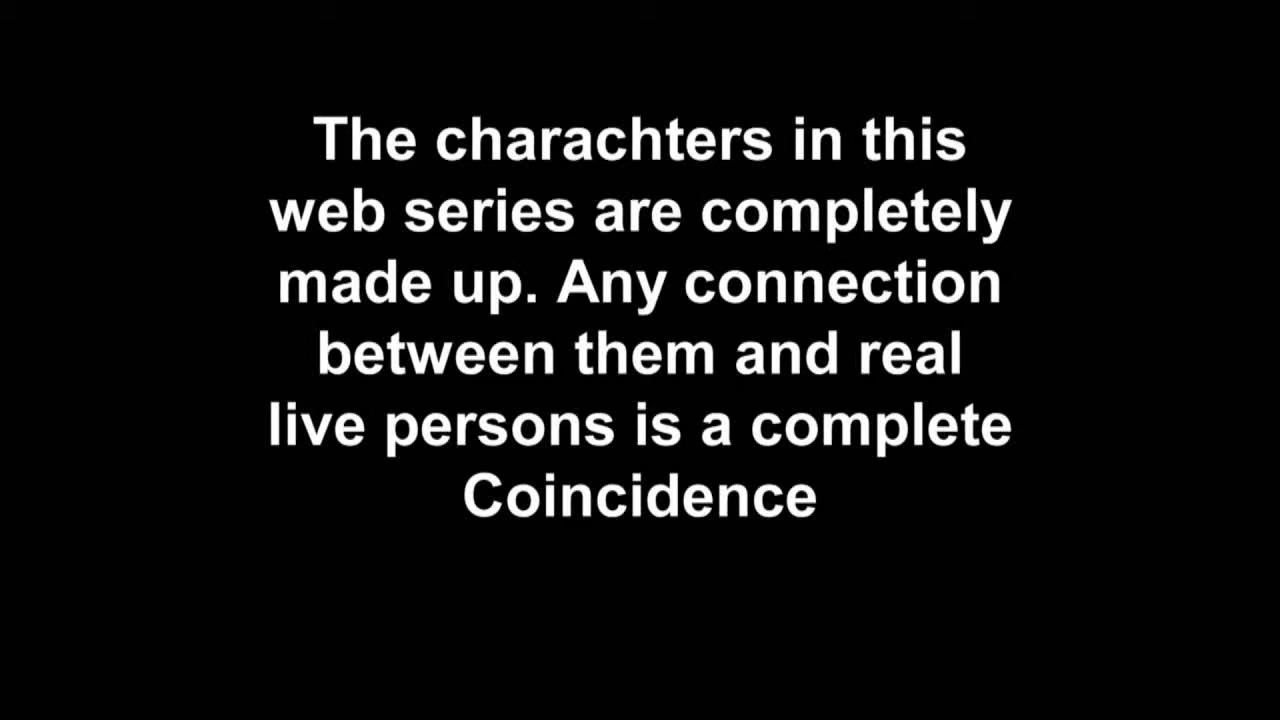 The charachters in this
web series are completely
made up. Any connection
between them and real
live persons is a complete
Coincidence